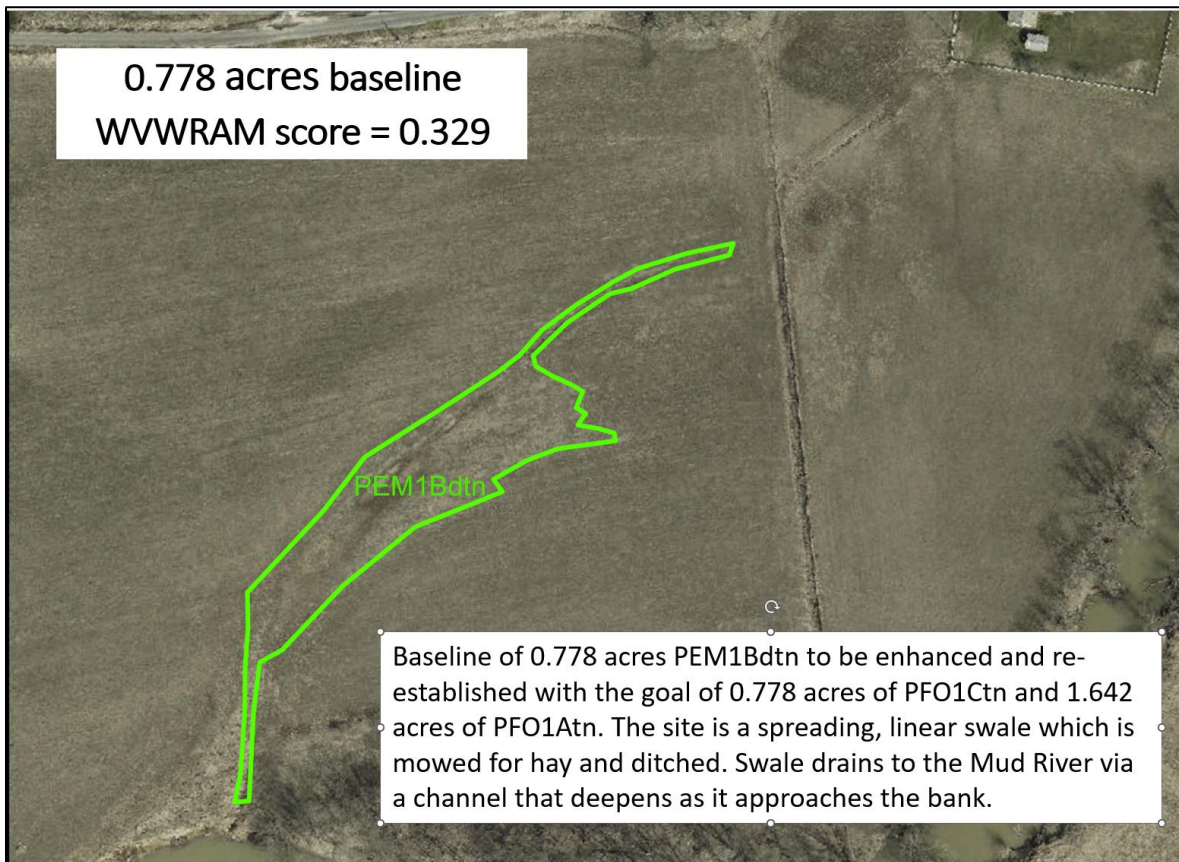 0.778 acres baseline
WVWRAM score = 0.329
PEM1Bdtn
Baseline of 0.778 acres PEM1Bdtn to be enhanced and re-
established with the goal of 0.778 acres of PFO1Ctn and 1.642
acres of PFO1Atn. The site is a spreading, linear swale which is
mowed for hay and ditched. Swale drains to the Mud River via
a channel that deepens as it approaches the bank.